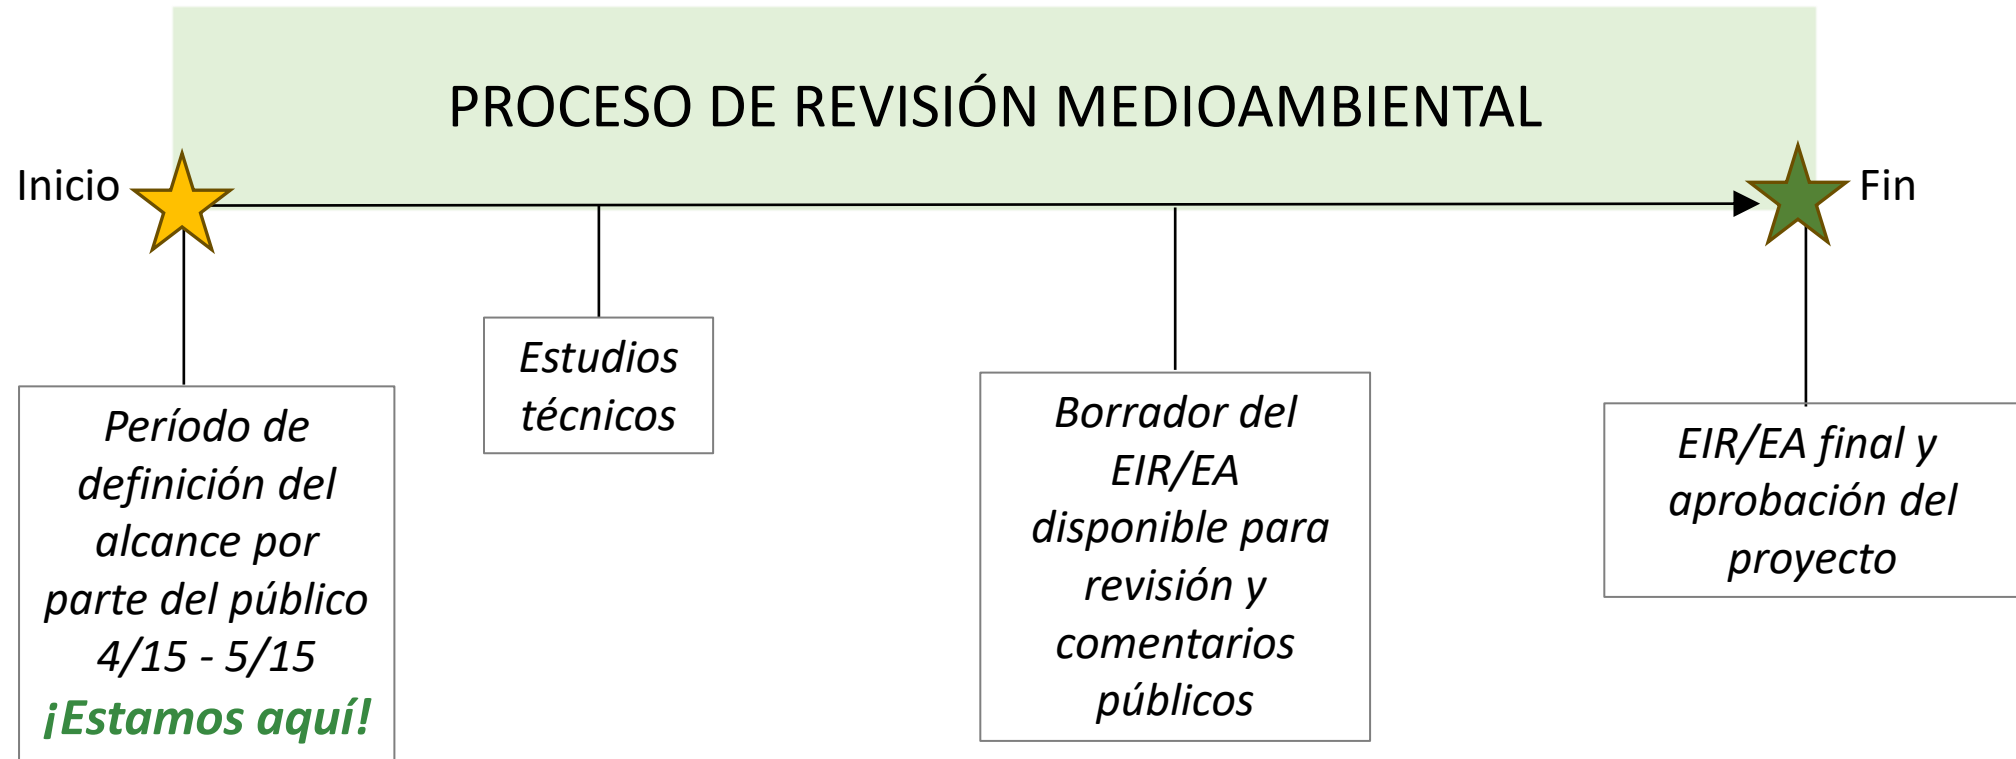 PROCESO DE REVISIÓN MEDIOAMBIENTAL
Inicio
Fin
Período de
definición del
alcance por
parte del público
4/15 - 5/15
¡Estamos aquí!
Estudios
técnicos
Borrador del
EIR/EA
disponible para
revisión y
comentarios
públicos
EIR/EA final y
aprobación del
proyecto